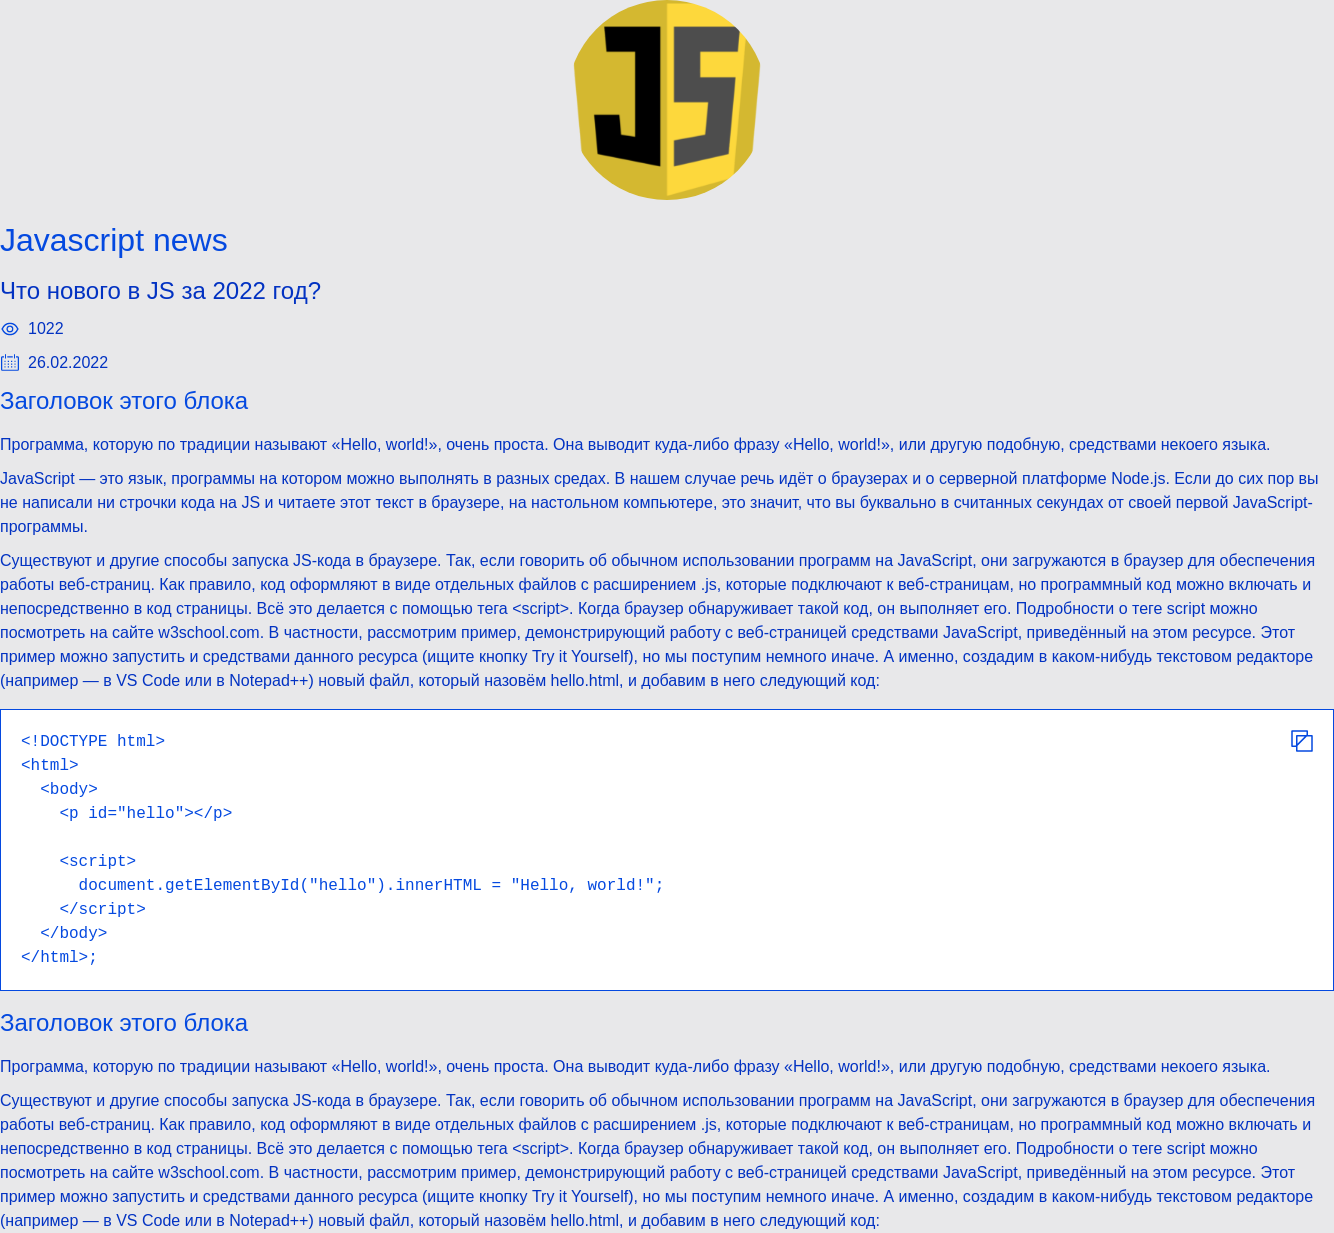 JS
Javascript news
Что нового в JS за 2022 год?
1022
26.02.2022
Заголовок этого блока
Программа, которую по традиции называют «Hello, world!», очень проста. Она выводит куда-либо фразу «Hello, world!», или другую подобную, средствами некоего языка.
JavaScript — это язык, программы на котором можно выполнять в разных средах. В нашем случае речь идёт о браузерах и о серверной платформе Node.js. Если до сих пор вы
не написали ни строчки кода на JS и читаете этот текст в браузере, на настольном компьютере, это значит, что вы буквально в считанных секундах от своей первой JavaScript-
программы.
Существуют и другие способы запуска JS-кода в браузере. Так, если говорить об обычном использовании программ на JavaScript, они загружаются в браузер для обеспечения
работы веб-страниц. Как правило, код оформляют в виде отдельных файлов с расширением .js, которые подключают к веб-страницам, но программный код можно включать и
непосредственно в код страницы. Всё это делается с помощью тега <script>. Когда браузер обнаруживает такой код, он выполняет его. Подробности о теге script можно
посмотреть на сайте w3school.com. В частности, рассмотрим пример, демонстрирующий работу с веб-страницей средствами JavaScript, приведённый на этом ресурсе. Этот
пример можно запустить и средствами данного ресурса (ищите кнопку Try it Yourself), но мы поступим немного иначе. А именно, создадим в каком-нибудь текстовом редакторе
(например — в VS Code или в Notepad++) новый файл, который назовём hello.html, и добавим в него следующий код:
<!DOCTYPE html>
<html>
  <body>
    <p id="hello"></p>
    <script>
      document.getElementById("hello").innerHTML = "Hello, world!";
    </script>
  </body>
</html>;
Заголовок этого блока
Программа, которую по традиции называют «Hello, world!», очень проста. Она выводит куда-либо фразу «Hello, world!», или другую подобную, средствами некоего языка.
Существуют и другие способы запуска JS-кода в браузере. Так, если говорить об обычном использовании программ на JavaScript, они загружаются в браузер для обеспечения
работы веб-страниц. Как правило, код оформляют в виде отдельных файлов с расширением .js, которые подключают к веб-страницам, но программный код можно включать и
непосредственно в код страницы. Всё это делается с помощью тега <script>. Когда браузер обнаруживает такой код, он выполняет его. Подробности о теге script можно
посмотреть на сайте w3school.com. В частности, рассмотрим пример, демонстрирующий работу с веб-страницей средствами JavaScript, приведённый на этом ресурсе. Этот
пример можно запустить и средствами данного ресурса (ищите кнопку Try it Yourself), но мы поступим немного иначе. А именно, создадим в каком-нибудь текстовом редакторе
(например — в VS Code или в Notepad++) новый файл, который назовём hello.html, и добавим в него следующий код: